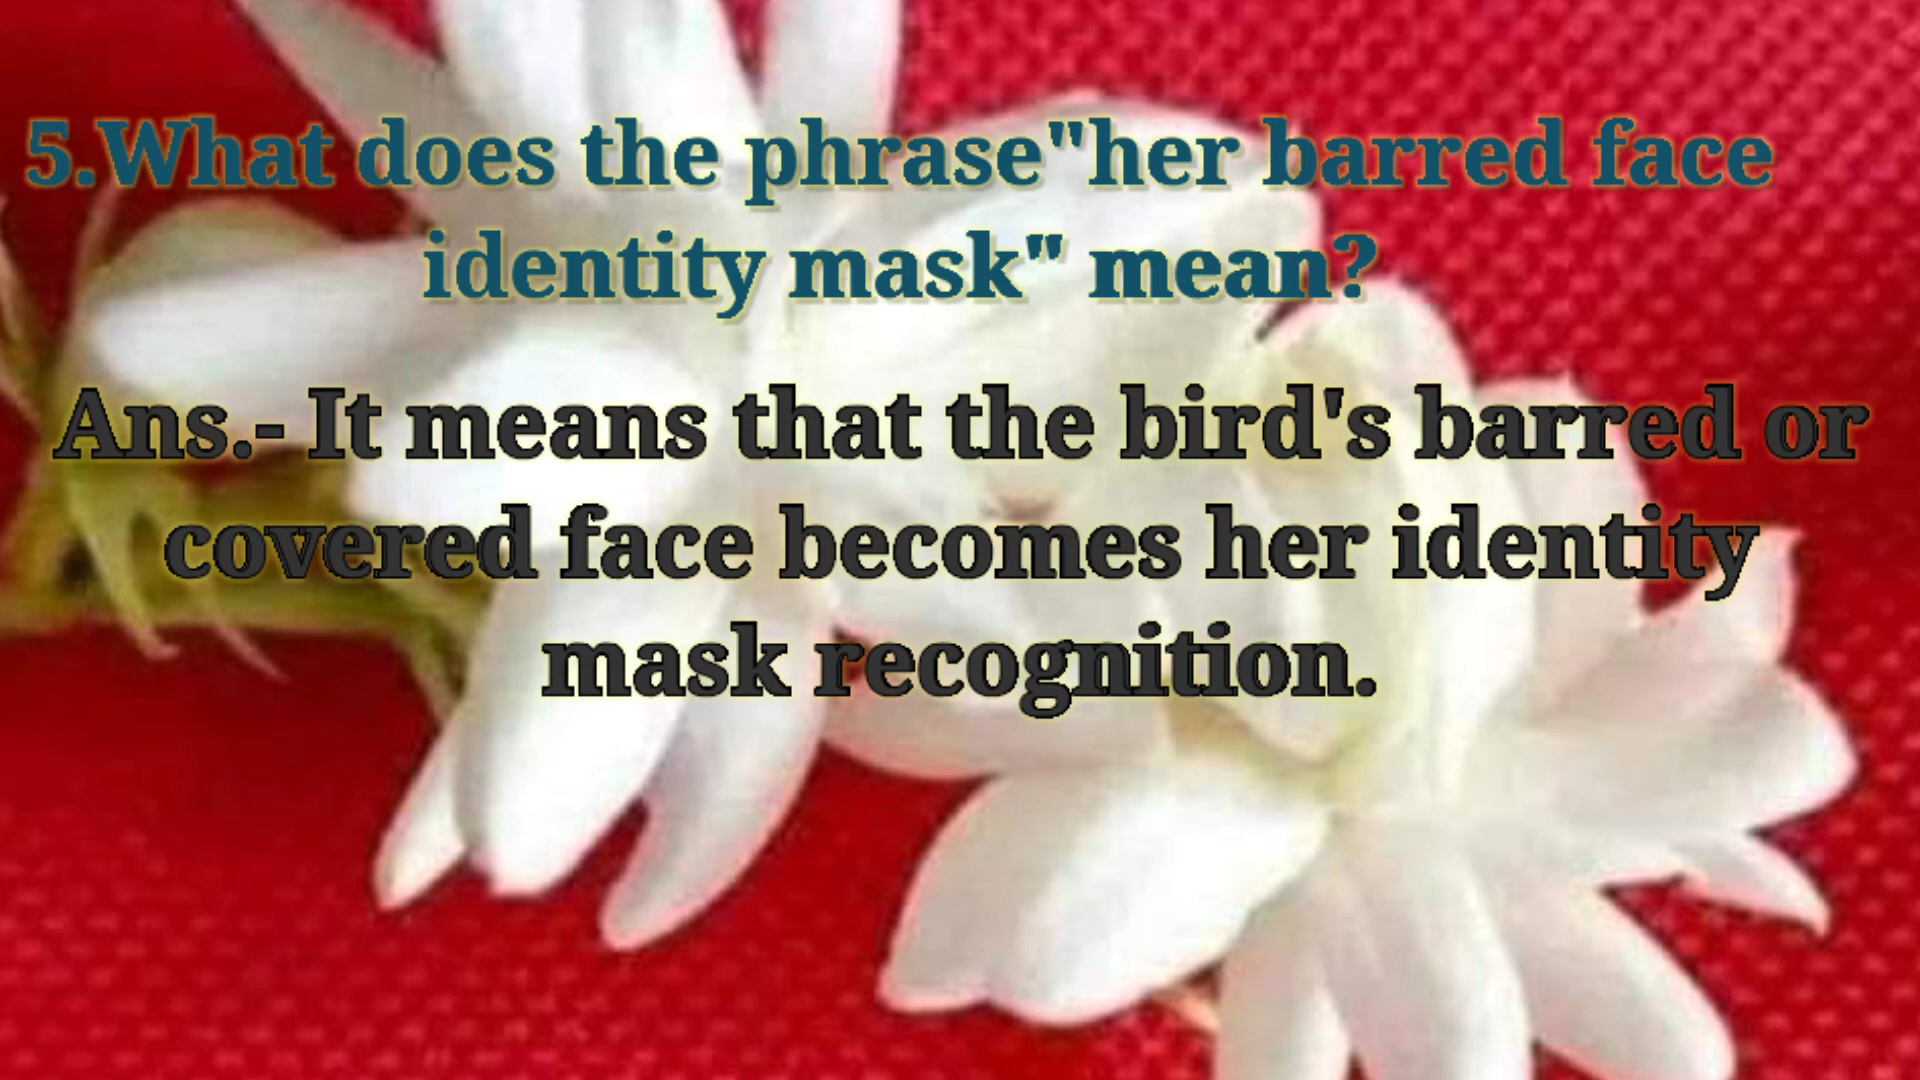 5.What does the phrase"her barred face
identity mask" mean?
Ans.- It means that the bird's barred or
covered face becomes her identity
mask recognition.